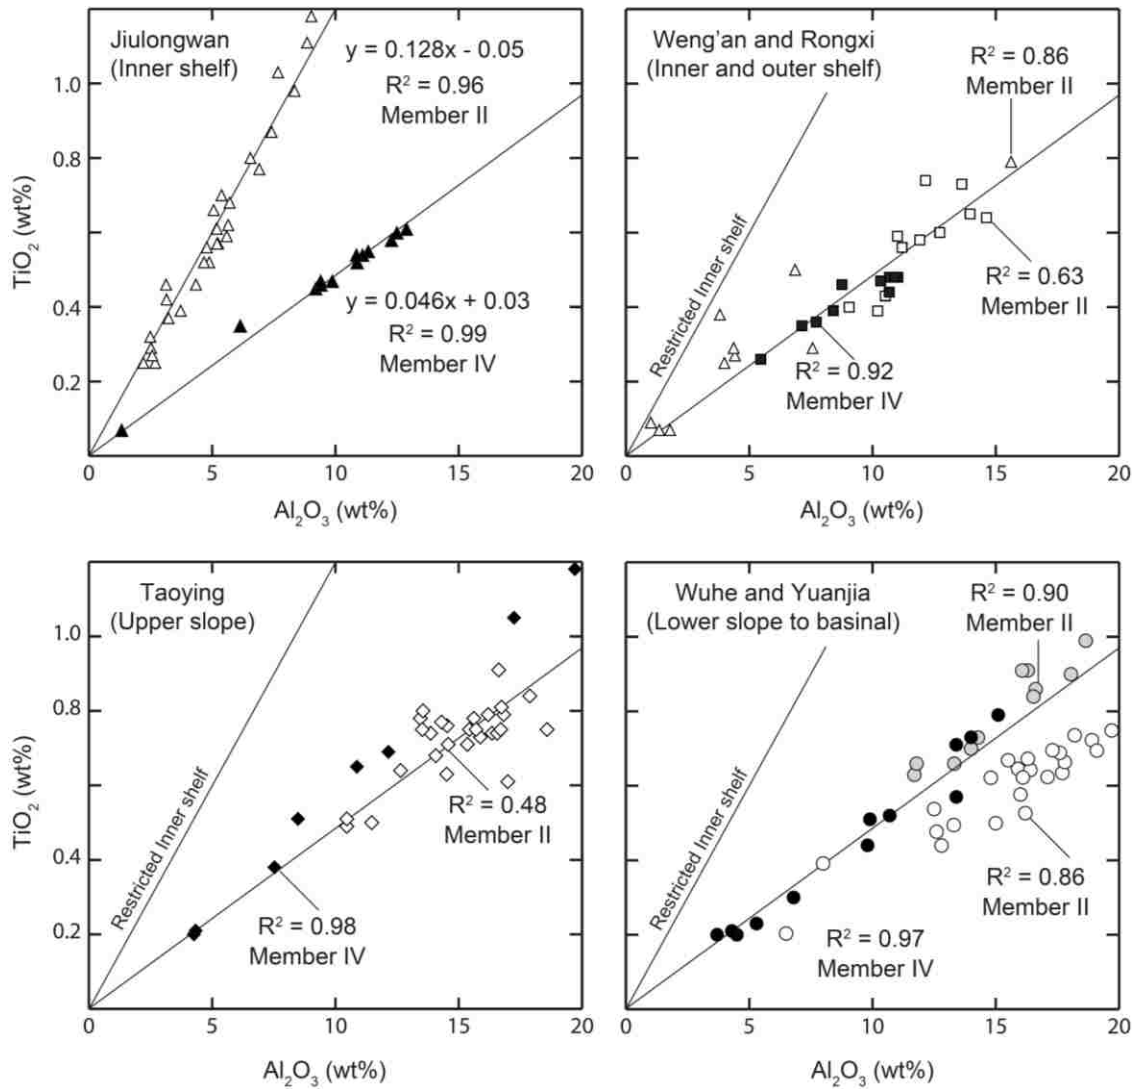 Jiulongwan
(Inner shelf)
y = 0.128x - 0.05
R² = 0.96
Member II
y = 0.046x + 0.03
R² = 0.99
Member IV
TiO₂ (wt%)
1.0
0.8
0.4
0.2
0
5
10
15
20
Al₂O₃ (wt%)
Weng'an and Rongxi
(Inner and outer shelf)
R² = 0.86
Member II
Restricted Inner shelf
R² = 0.63
Member II
R² = 0.92
Member IV
0
5
10
15
20
Al₂O₃ (wt%)
Taoying
(Upper slope)
Restricted Inner shelf
R² = 0.48
Member II
R² = 0.98
Member IV
TiO₂ (wt%)
1.0
0.8
0.4
0.2
0
5
10
15
20
Al₂O₃ (wt%)
Wuhe and Yuanjia
(Lower slope to basinal)
R² = 0.90
Member II
Restricted Inner shelf
R² = 0.86
Member II
R² = 0.97
Member IV
0
5
10
15
20
Al₂O₃ (wt%)